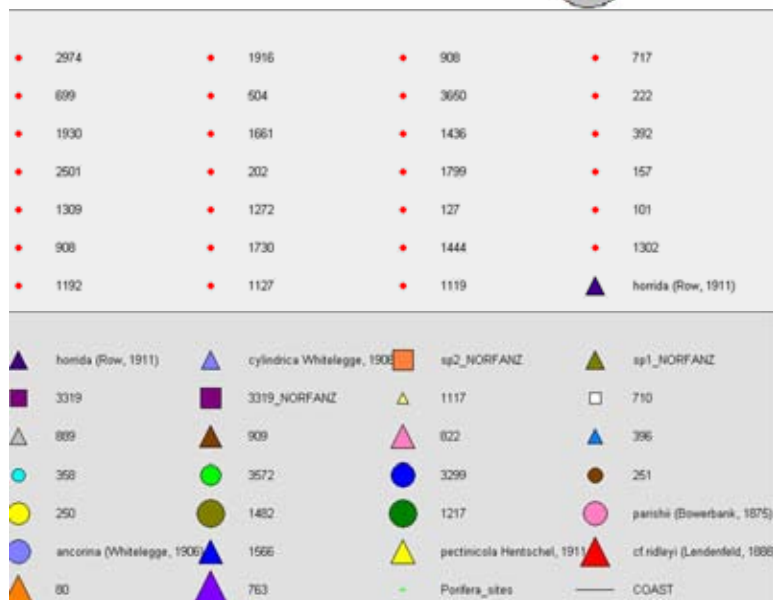 2974 1916 908 717
699 504 3650 222
1930 1661 1436 392
2501 202 1799 157
1309 1272 127 101
908 1730 1444 1302
1192 1127 1119 horrida (Row, 1911)
horrida (Row, 1911) cylindrica Whitelegge, 1906 sp2_NORFANZ sp1_NORFANZ
3319 3319_NORFANZ 1117 710
889 909 822 396
358 3572 3299 251
250 1482 1217 parishii (Bowerbank, 1875)
ancorina (Whitelegge, 1906) 1566 pectinicola Hentschel, 1911 cf.ridleyi (Lendenfeld, 1888
80 763 Porifera_sites COAST